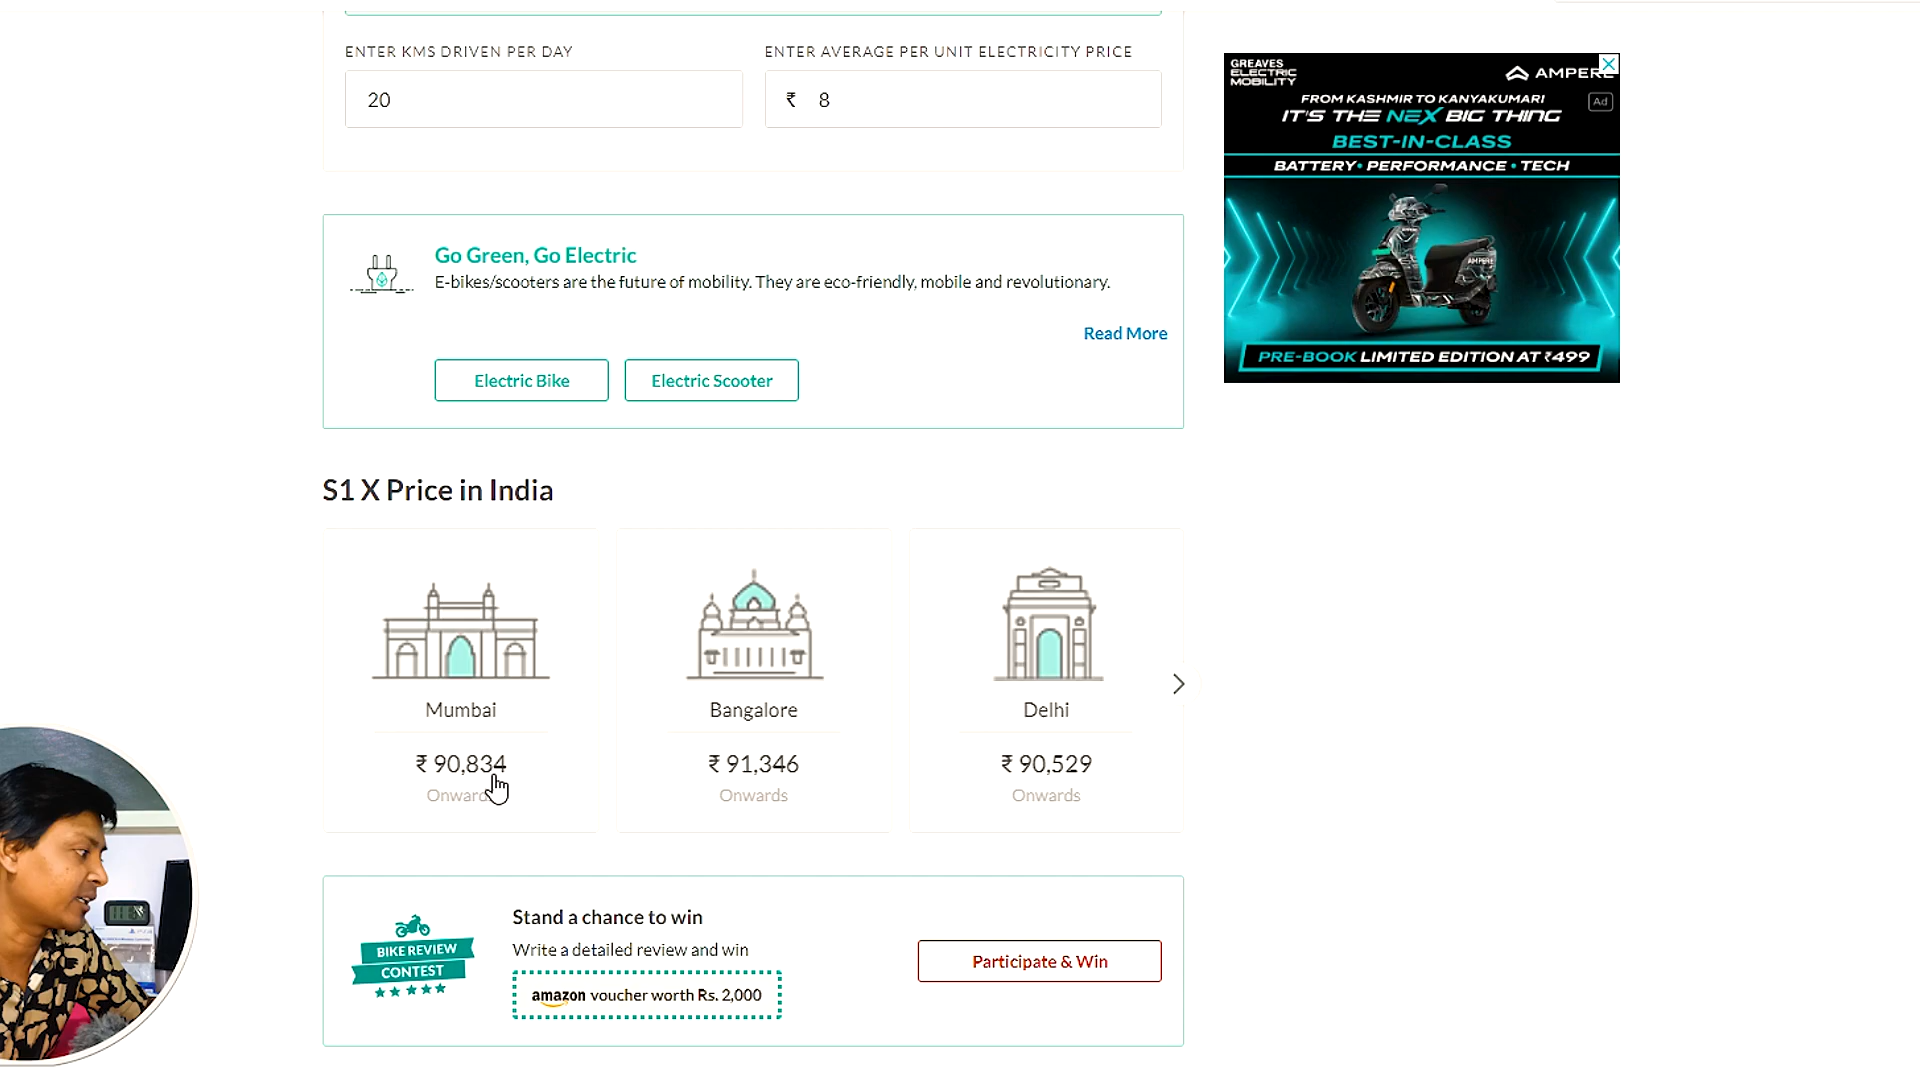 ENTER KMS DRIVEN PER DAY
ENTER AVERAGE PER UNIT ELECTRICITY PRICE
20
₹ 8
GREAVES
ELECTRIC
MOBILITY
AMPERE
Ad
FROM KASHMIR TO KANYAKUMARI
IT'S THE NEX BIG THING
BEST-IN-CLASS
BATTERY• PERFORMANCE • TECH
AMPERE
PRE-BOOK LIMITED EDITION AT ₹499
Go Green, Go Electric
E-bikes/scooters are the future of mobility. They are eco-friendly, mobile and revolutionary.
Read More
Electric Bike
Electric Scooter
S1 X Price in India
Mumbai
₹ 90,834
Onwards
Bangalore
₹ 91,346
Onwards
Delhi
₹ 90,529
Onwards
BIKE REVIEW
CONTEST
Stand a chance to win
Write a detailed review and win
amazon voucher worth Rs. 2,000
Participate & Win